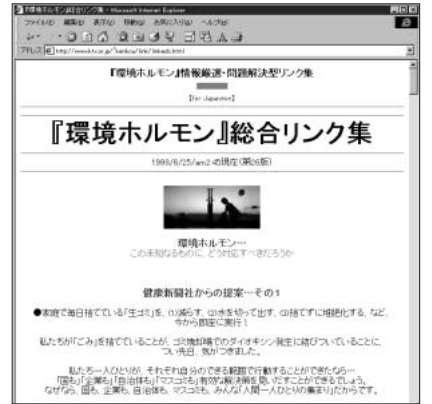 『環境ホルモン』総合リンク集 - Microsoft Internet Explorer
ファイル(F) 編集(E) 表示(V) 移動(G) お気に入り(A) ヘルプ(H)
アドレス
『環境ホルモン』情報厳選・問題解決型リンク集
[for Japanese]
『環境ホルモン』総合リンク集
1998/6/25/am2:45現在(第26版)
環境ホルモン…
この未知なるものに、どう対応すべきだろうか
健康新聞社からの提案…その1
●家庭で毎日捨てている「生ゴミ」を、(1)減らす、(2)水を切って出す、(3)捨てずに堆肥化する、など、
今から即座に実行!
私たちが「ごみ」を捨てていることが、ゴミ焼却場でのダイオキシン発生に結びついていることに、
つい先日、気がつきました。
私たち一人ひとりが、それぞれ自分のできる範囲で行動することができたなら…
「国も」「企業も」「自治体も」「マスコミも」有効な解決策を見いだすことができるでしょう。
なぜなら、国も、企業も、自治体も、マスコミも、みんな「人間一人ひとりの集まり」だからです。